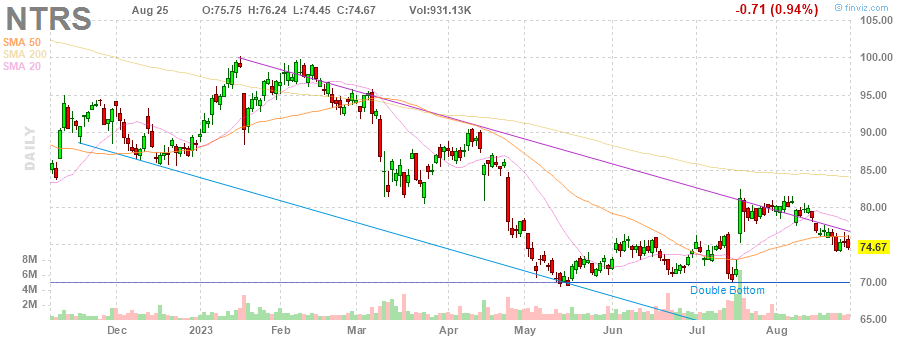 NTRS Aug 25 O:75.75 H:76.24 L:74.45 C:74.67 Vol:931.13K -0.71 (0.94%) © finviz.com
SMA 50
SMA 200
SMA 20
DAILY
105.00
100.00
95.00
90.00
85.00
80.00
74.67
70.00
65.00
8M
6M
4M
2M
Double Bottom
Dec 2023 Feb Mar Apr May Jun Jul Aug